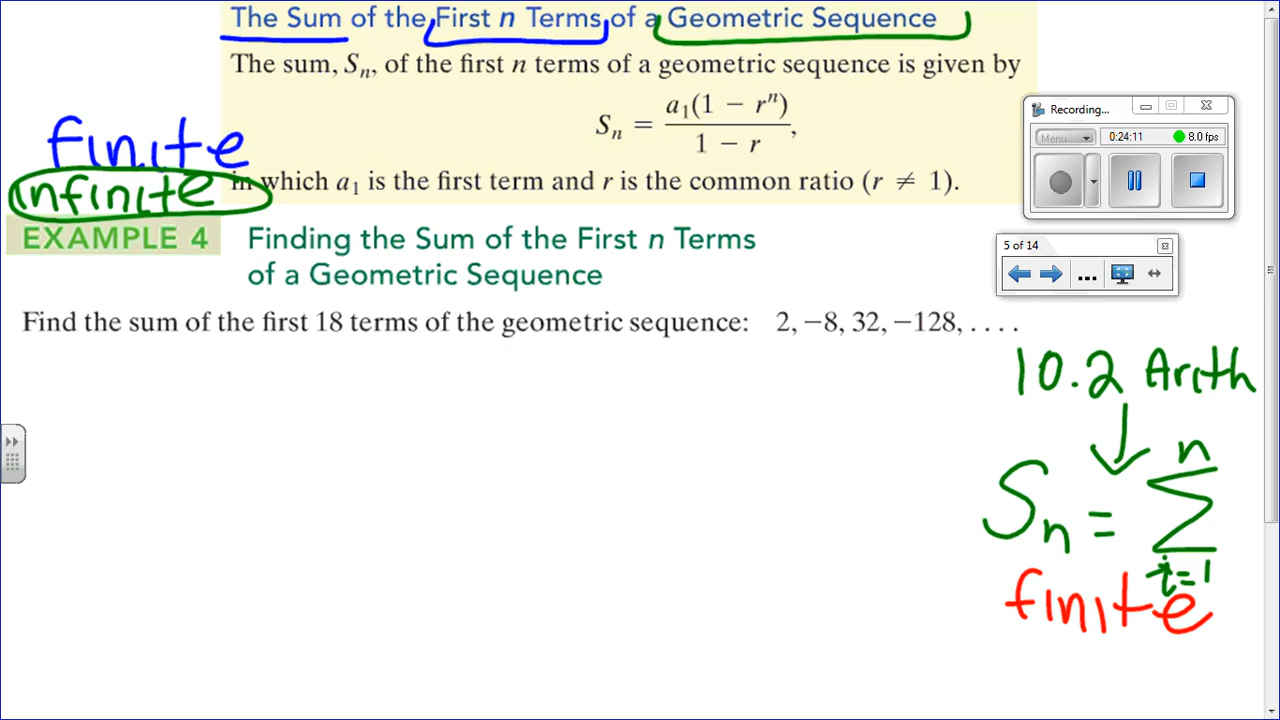 The Sum of the First n Terms of a Geometric Sequence
The sum, Sₙ, of the first n terms of a geometric sequence is given by
Sₙ = a₁(1 − rⁿ) / (1 − r),
in which a₁ is the first term and r is the common ratio (r ≠ 1).
finite
infinite
Recording...
Menu
0:24:11
8.0 fps
EXAMPLE 4
Finding the Sum of the First n Terms
of a Geometric Sequence
5 of 14
...
Find the sum of the first 18 terms of the geometric sequence: 2, −8, 32, −128, . . . .
10.2 Arith
↓
n
Sₙ = Σ
i=1
finite